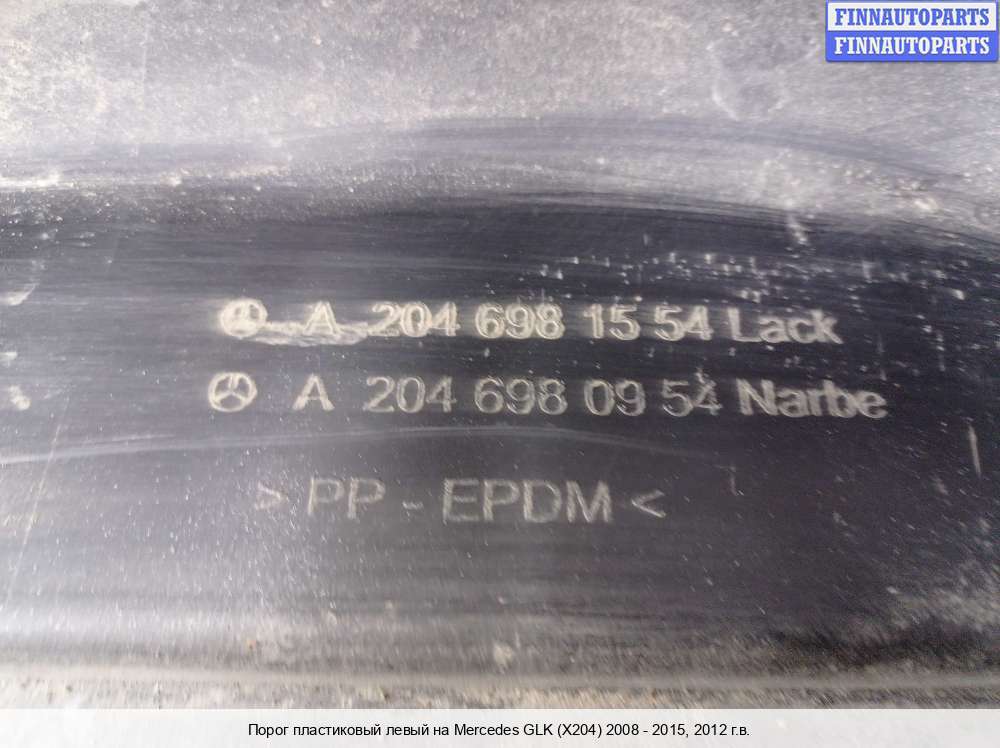 FINNAUTOPARTS
FINNAUTOPARTS
A 204 698 15 54 Lack
A 204 698 09 54 Narbe
> PP - EPDM <
Порог пластиковый левый на Mercedes GLK (X204) 2008 - 2015, 2012 г.в.